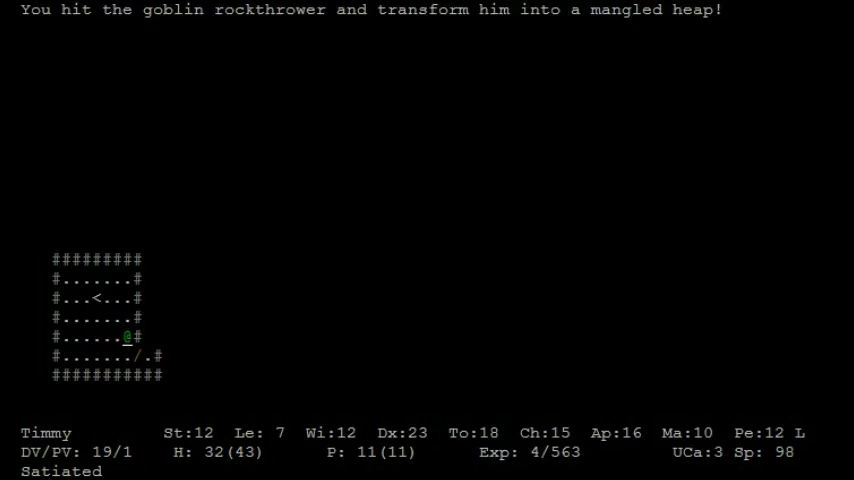 You hit the goblin rockthrower and transform him into a mangled heap!
#########
#.......#
#...<...#
#.......#
#......@#
#......./.#
###########
Timmy St:12 Le: 7 Wi:12 Dx:23 To:18 Ch:15 Ap:16 Ma:10 Pe:12 L
DV/PV: 19/1 H: 32(43) P: 11(11) Exp: 4/563 UCa:3 Sp: 98
Satiated